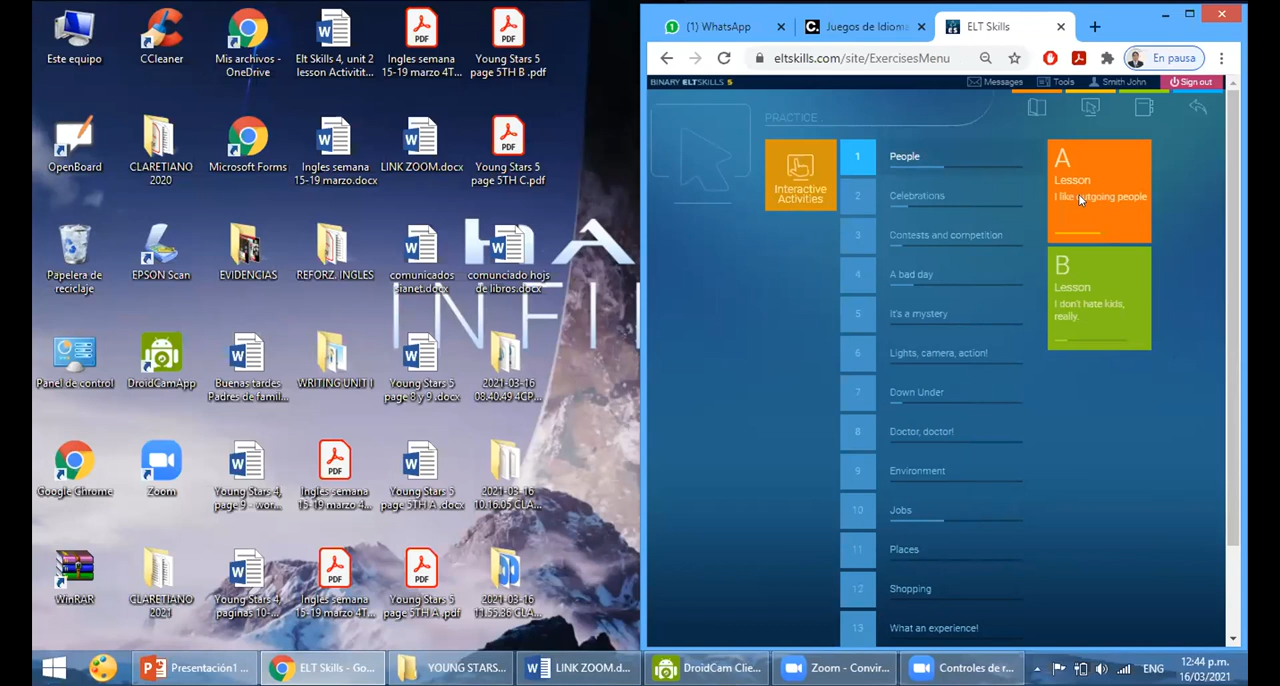 Este equipo
CCleaner
Mis archivos -
OneDrive
Elt Skills 4, unit 2
lesson Activitit...
Ingles semana
15-19 marzo 4T...
Young Stars 5
page 5TH B .pdf
OpenBoard
CLARETIANO
2020
Microsoft Forms
Ingles semana
15-19 marzo.docx
LINK ZOOM.docx
Young Stars 5
page 5TH C.pdf
Papelera de
reciclaje
EPSON Scan
EVIDENCIAS
REFORZ. INGLES
comunicados
sianet.docx
comunciado hojs
de libros.docx
Panel de control
DroidCamApp
Buenas tardes
Padres de famil...
WRITING UNIT I
Young Stars 5
page 8 y 9 .docx
2021-03-16
08.40.49 4CP...
Google Chrome
Zoom
Young Stars 4,
page 9 - wor...
Ingles semana
15-19 marzo 4...
Young Stars 5
page 5TH A .docx
2021-03-16
10.16.05 CLA...
WinRAR
CLARETIANO
2021
Young Stars 4,
paginas 10-...
Ingles semana
15-19 marzo 4T...
Young Stars 5
page 5TH A .pdf
2021-03-16
11.55.36 CLA...
HA
INFI
(1) WhatsApp
Juegos de Idioma
ELT Skills
eltskills.com/site/ExercisesMenu
En pausa
BINARY ELTSKILLS 5
Messages
Tools
Smith John
Sign out
PRACTICE
Interactive
Activities
1 People
2 Celebrations
3 Contests and competition
4 A bad day
5 It's a mystery
6 Lights, camera, action!
7 Down Under
8 Doctor, doctor!
9 Environment
10 Jobs
11 Places
12 Shopping
13 What an experience!
A
Lesson
I like outgoing people
B
Lesson
I don't hate kids,
really.
Presentación1 ...
ELT Skills - Go...
YOUNG STARS...
LINK ZOOM.d...
DroidCam Clie...
Zoom - Convir...
Controles de r...
ENG
12:44 p.m.
16/03/2021